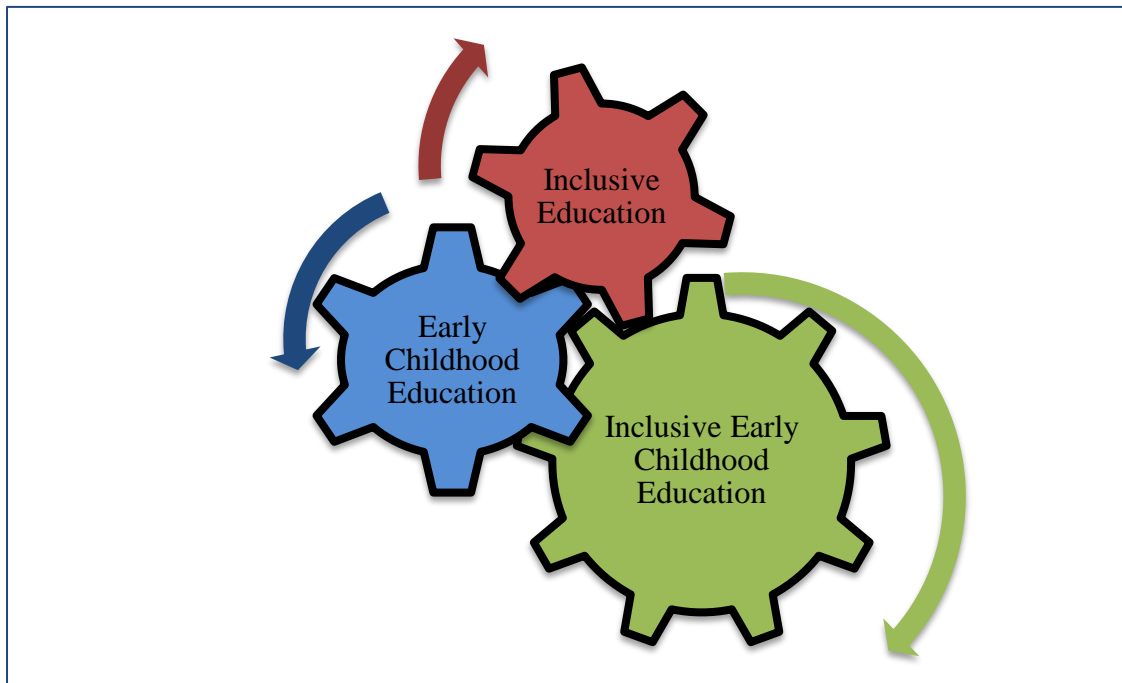 Inclusive
Education
Early
Childhood
Education
Inclusive Early
Childhood
Education